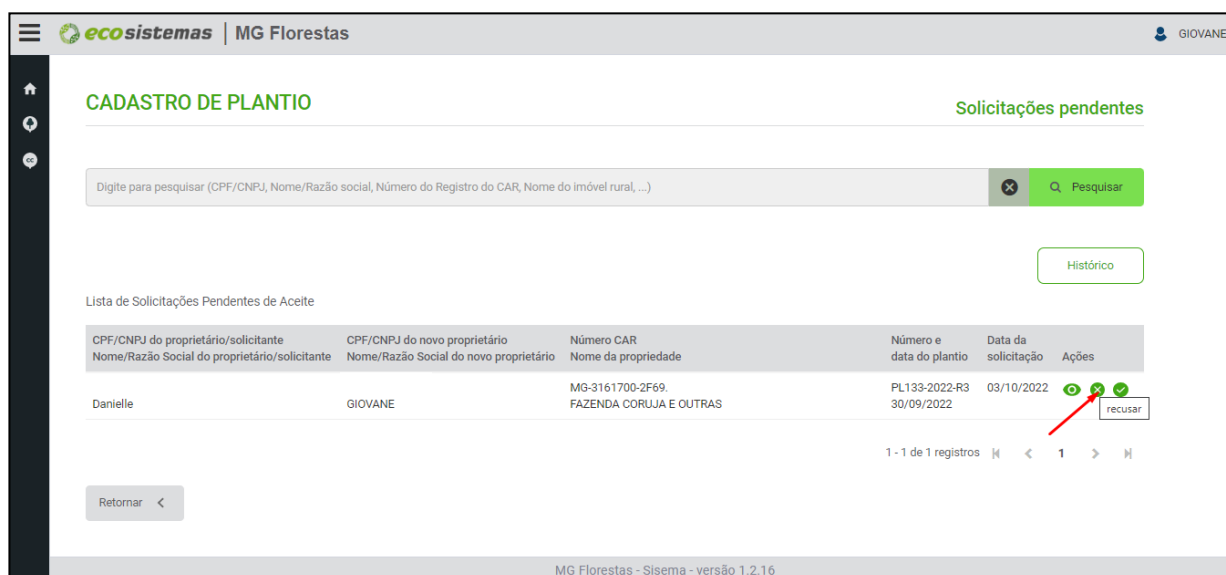 ecosistemas | MG Florestas
GIOVANE
CADASTRO DE PLANTIO
Solicitações pendentes
Digite para pesquisar (CPF/CNPJ, Nome/Razão social, Número do Registro do CAR, Nome do imóvel rural, ...)
Pesquisar
Histórico
Lista de Solicitações Pendentes de Aceite
CPF/CNPJ do proprietário/solicitante
Nome/Razão Social do proprietário/solicitante
CPF/CNPJ do novo proprietário
Nome/Razão Social do novo proprietário
Número CAR
Nome da propriedade
Número e
data do plantio
Data da
solicitação
Ações
Danielle
GIOVANE
MG-3161700-2F69.
FAZENDA CORUJA E OUTRAS
PL133-2022-R3
30/09/2022
03/10/2022
recusar
1 - 1 de 1 registros
1
Retornar
MG Florestas - Sisema - versão 1.2.16